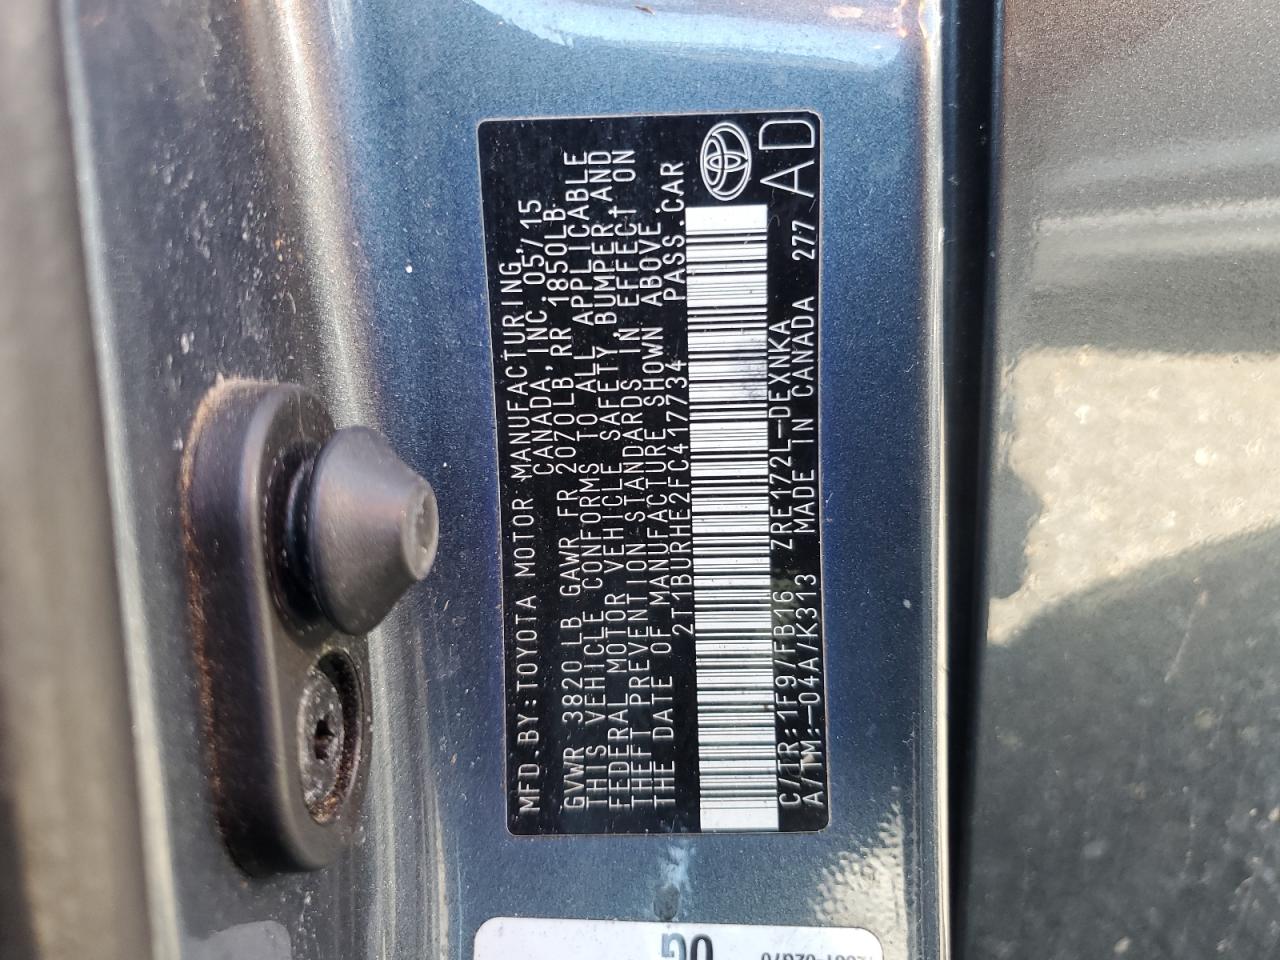 MFD.BY:TOYOTA MOTOR MANUFACTURING,
CANADA,INC. 05/15
GVWR 3820LB GAWR FR 2070LB,RR 1850LB
THIS VEHICLE CONFORMS TO ALL APPLICABLE
FEDERAL MOTOR VEHICLE SAFETY,BUMPER,AND
THEFT PREVENTION STANDARDS IN EFFECT ON
THE DATE OF MANUFACTURE SHOWN ABOVE.
2T1BURHE2FC417734 PASS.CAR
C/TR:1F9/FB16 ZRE172L-DEXNKA
A/TM:-04A/K313 MADE IN CANADA 277
AD